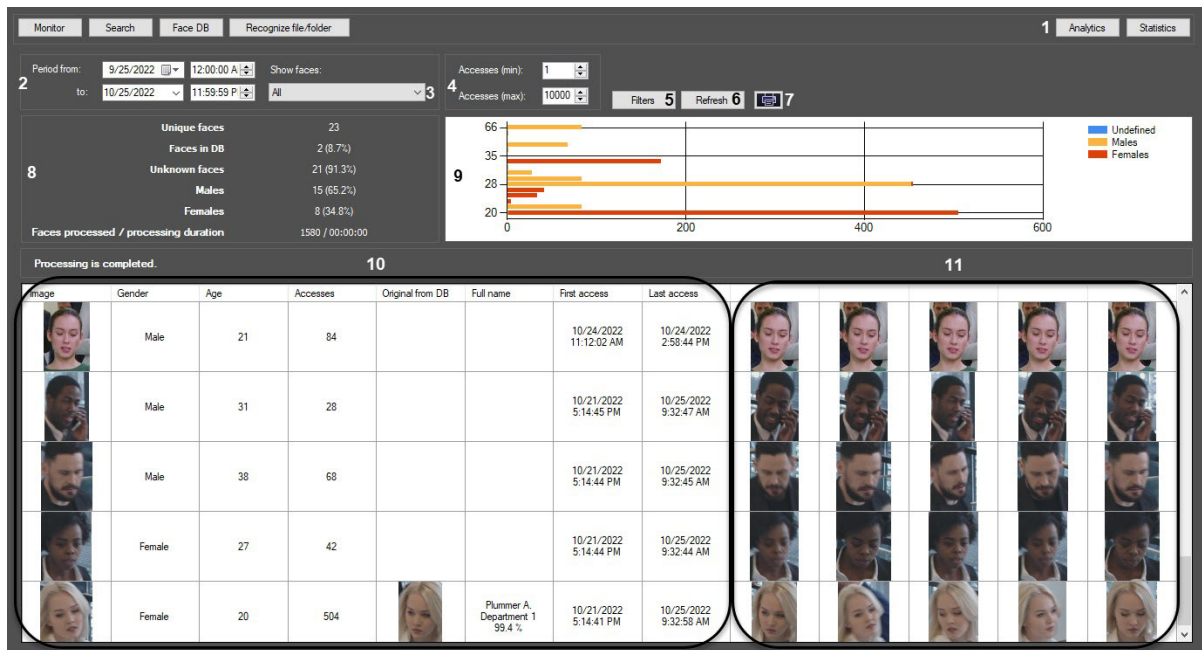 Monitor Search Face DB Recognize file/folder 1 Analytics Statistics
Period from: 9/25/2022 12:00:00 A Show faces: Accesses (min): 1
2 to: 10/25/2022 11:59:59 P All 3 4 Accesses (max): 10000 Filters 5 Refresh 6 7
8
Unique faces 23
Faces in DB 2 (8.7%)
Unknown faces 21 (91.3%)
Males 15 (65.2%)
Females 8 (34.8%)
Faces processed / processing duration 1580 / 00:00:00
9
66
35
28
20
0 200 400 600
Undefined
Males
Females
Processing is completed. 10 11
Image Gender Age Accesses Original from DB Full name First access Last access
Male 21 84 10/24/2022 10/24/2022
11:12:02 AM 2:58:44 PM
Male 31 28 10/21/2022 10/25/2022
5:14:45 PM 9:32:47 AM
Male 38 68 10/21/2022 10/25/2022
5:14:44 PM 9:32:45 AM
Female 27 42 10/21/2022 10/25/2022
5:14:44 PM 9:32:44 AM
Female 20 504 Plummer A. 10/21/2022 10/25/2022
Department 1 5:14:41 PM 9:32:58 AM
99.4 %